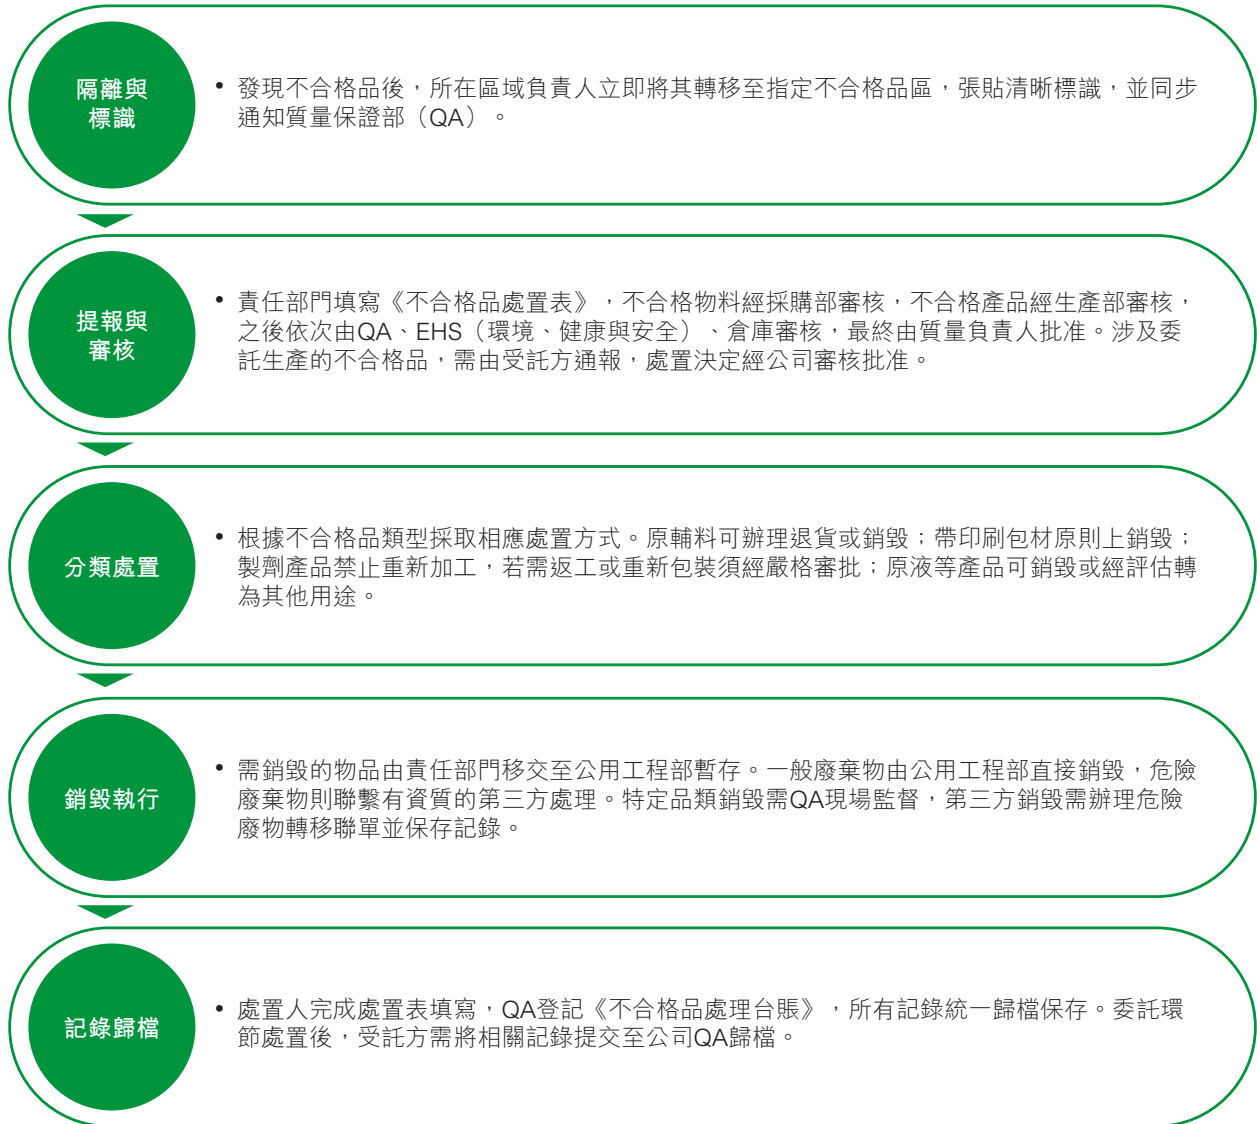 隔離與
標識
• 發現不合格品後，所在區域負責人立即將其轉移至指定不合格品區，張貼清晰標識，並同步
通知質量保證部（QA）。
提報與
審核
• 責任部門填寫《不合格品處置表》，不合格物料經採購部審核，不合格產品經生產部審核，
之後依次由QA、EHS（環境、健康與安全）、倉庫審核，最終由質量負責人批准。涉及委
託生產的不合格品，需由受託方通報，處置決定經公司審核批准。
分類處置
• 根據不合格品類型採取相應處置方式。原輔料可辦理退貨或銷毀；帶印刷包材原則上銷毀；
製劑產品禁止重新加工，若需返工或重新包裝須經嚴格審批；原液等產品可銷毀或經評估轉
為其他用途。
銷毀執行
• 需銷毀的物品由責任部門移交至公用工程部暫存。一般廢棄物由公用工程部直接銷毀，危險
廢棄物則聯繫有資質的第三方處理。特定品類銷毀需QA現場監督，第三方銷毀需辦理危險
廢物轉移聯單並保存記錄。
記錄歸檔
• 處置人完成處置表填寫，QA登記《不合格品處理台賬》，所有記錄統一歸檔保存。委託環
節處置後，受託方需將相關記錄提交至公司QA歸檔。